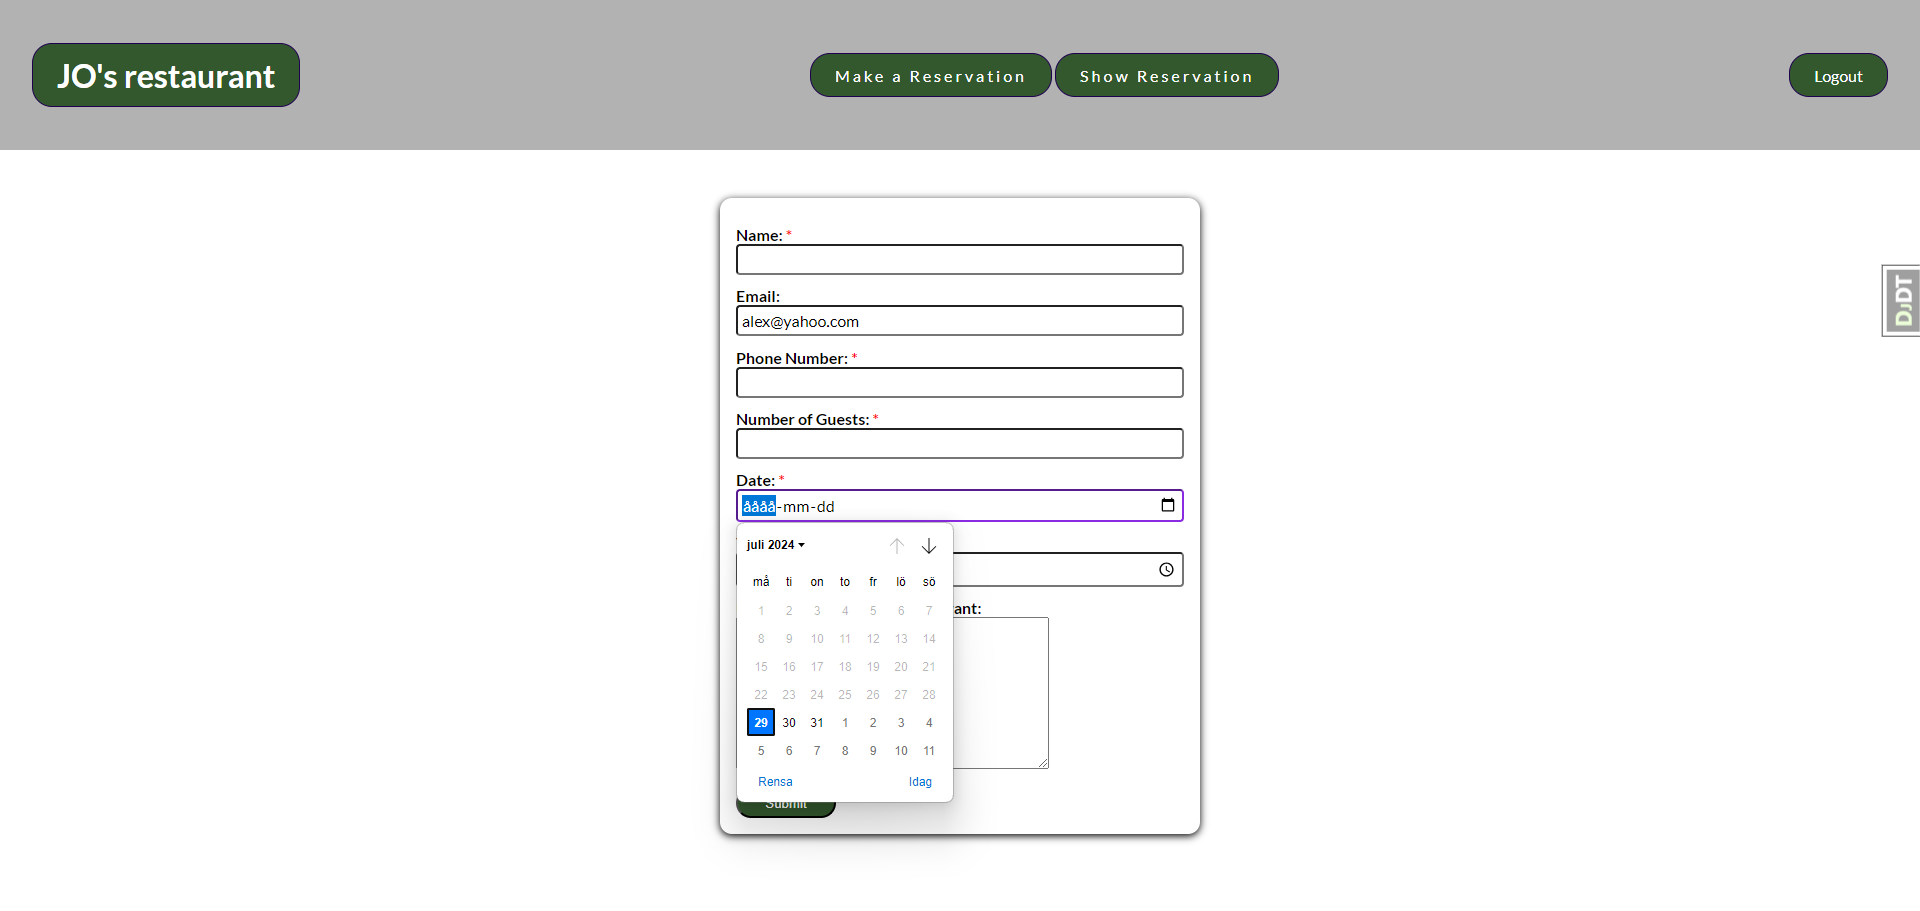 JO's restaurant
Make a Reservation
Show Reservation
Logout
Name: *
Email:
alex@yahoo.com
Phone Number: *
Number of Guests: *
Date: *
åååå-mm-dd
juli 2024
må ti on to fr lö sö
1 2 3 4 5 6 7
8 9 10 11 12 13 14
15 16 17 18 19 20 21
22 23 24 25 26 27 28
29 30 31 1 2 3 4
5 6 7 8 9 10 11
Rensa Idag
ant:
Submit
DJDT